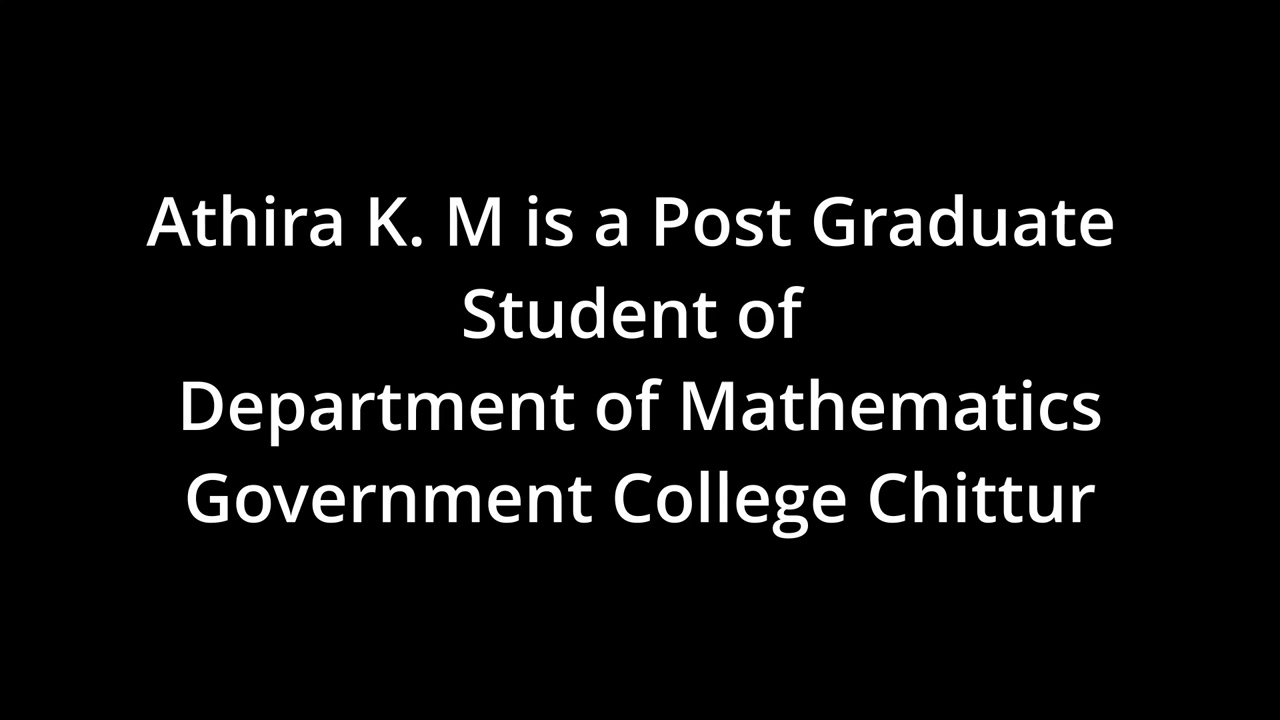 Athira K. M is a Post Graduate
Student of
Department of Mathematics
Government College Chittur